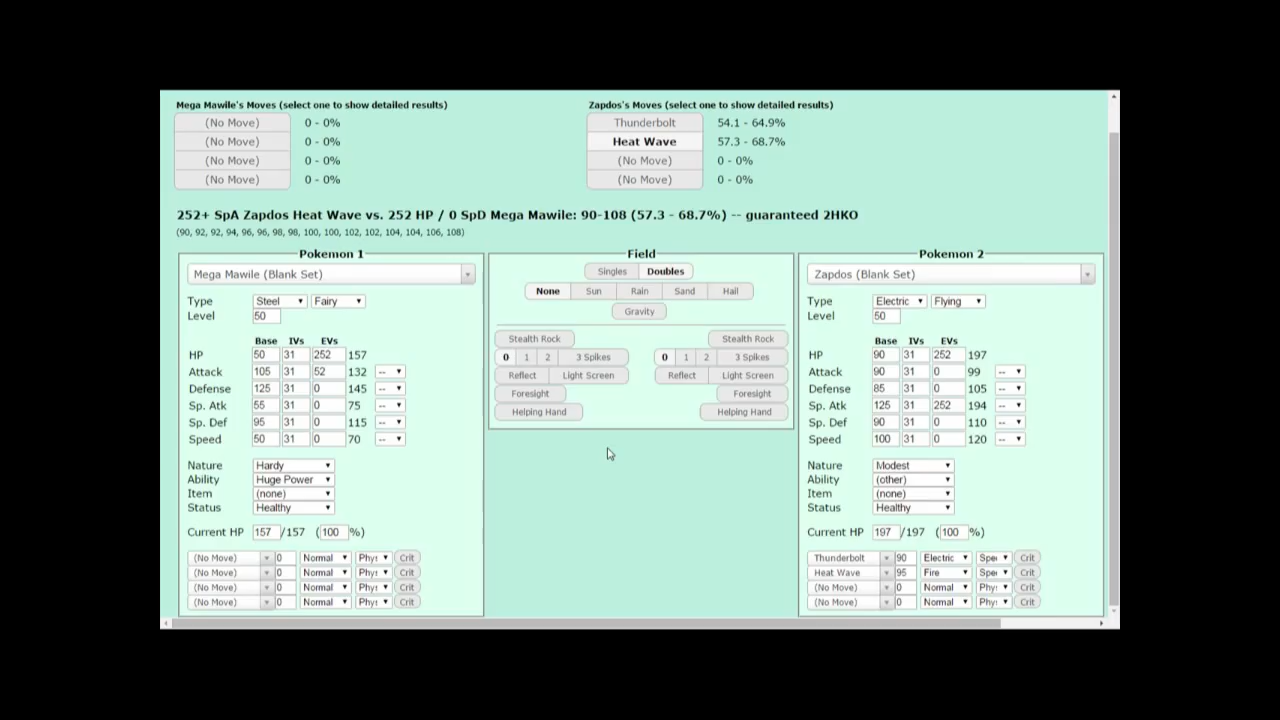 Mega Mawile's Moves (select one to show detailed results) Zapdos's Moves (select one to show detailed results)
(No Move) 0 - 0% Thunderbolt 54.1 - 64.9%
(No Move) 0 - 0% Heat Wave 57.3 - 68.7%
(No Move) 0 - 0% (No Move) 0 - 0%
(No Move) 0 - 0% (No Move) 0 - 0%
252+ SpA Zapdos Heat Wave vs. 252 HP / 0 SpD Mega Mawile: 90-108 (57.3 - 68.7%) -- guaranteed 2HKO
(90, 92, 92, 94, 96, 96, 98, 98, 100, 100, 102, 102, 104, 104, 106, 108)
Pokemon 1
Mega Mawile (Blank Set)
Type Steel Fairy
Level 50
Base IVs EVs
HP 50 31 252 157
Attack 105 31 52 132 --
Defense 125 31 0 145 --
Sp. Atk 55 31 0 75 --
Sp. Def 95 31 0 115 --
Speed 50 31 0 70 --
Nature Hardy
Ability Huge Power
Item (none)
Status Healthy
Current HP 157 /157 (100 %)
(No Move) 0 Normal Phys Crit
(No Move) 0 Normal Phys Crit
(No Move) 0 Normal Phys Crit
(No Move) 0 Normal Phys Crit
Field
Singles Doubles
None Sun Rain Sand Hail
Gravity
Stealth Rock Stealth Rock
0 1 2 3 Spikes 0 1 2 3 Spikes
Reflect Light Screen Reflect Light Screen
Foresight Foresight
Helping Hand Helping Hand
Pokemon 2
Zapdos (Blank Set)
Type Electric Flying
Level 50
Base IVs EVs
HP 90 31 252 197
Attack 90 31 0 99 --
Defense 85 31 0 105 --
Sp. Atk 125 31 252 194 --
Sp. Def 90 31 0 110 --
Speed 100 31 0 120 --
Nature Modest
Ability (other)
Item (none)
Status Healthy
Current HP 197 /197 (100 %)
Thunderbolt 90 Electric Spe Crit
Heat Wave 95 Fire Spe Crit
(No Move) 0 Normal Phys Crit
(No Move) 0 Normal Phys Crit